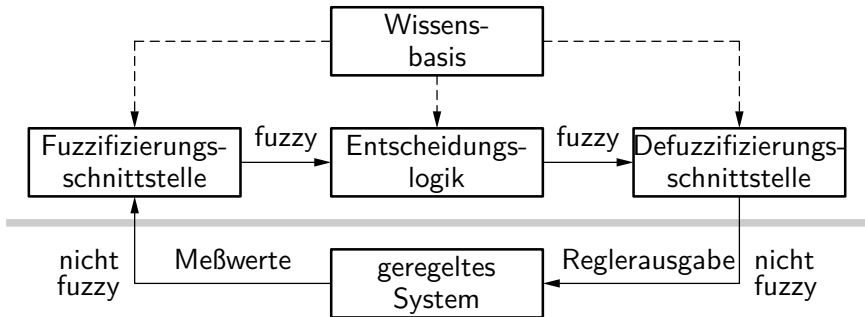 Wissens-
basis
Fuzzifizierungs-
schnittstelle
fuzzy
Entscheidungs-
logik
fuzzy
Defuzzifizierungs-
schnittstelle
nicht
fuzzy
Meßwerte
geregeltes
System
Reglerausgabe
nicht
fuzzy